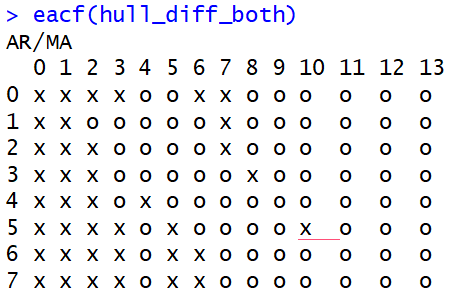 > eacf(hull_diff_both)
AR/MA
  0 1 2 3 4 5 6 7 8 9 10 11 12 13
0 x x x x o o x x o o o  o  o  o
1 x x o o o o o x o o o  o  o  o
2 x x x o o o o x o o o  o  o  o
3 x x x o o o o o x o o  o  o  o
4 x x x o x o o o o o o  o  o  o
5 x x x x o x o o o o x  o  o  o
6 x x x x o x x o o o o  o  o  o
7 x x x x o x x o o o o  o  o  o